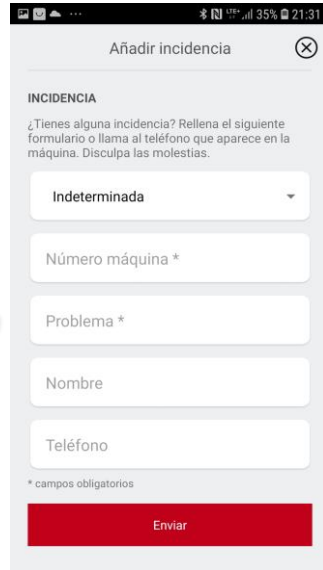 LTE+ 35% 21:31
Añadir incidencia
INCIDENCIA
¿Tienes alguna incidencia? Rellena el siguiente
formulario o llama al teléfono que aparece en la
máquina. Disculpa las molestias.
Indeterminada
Número máquina *
Problema *
Nombre
Teléfono
* campos obligatorios
Enviar